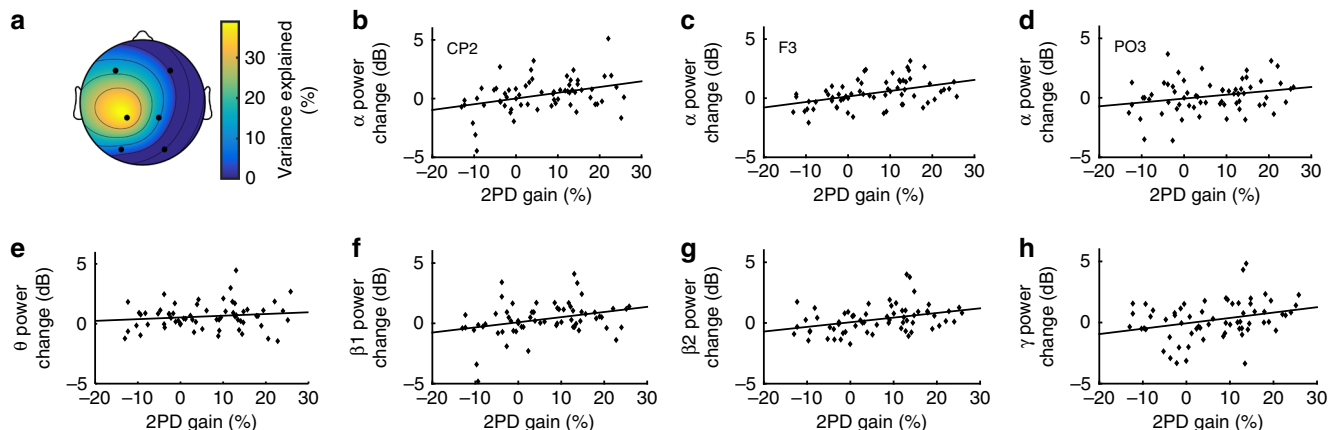 a
30
20
10
0
Variance explained
(%)
b
CP2
α power
change (dB)
5
0
−5
−20 −10 0 10 20 30
2PD gain (%)
c
F3
α power
change (dB)
5
0
−5
−20 −10 0 10 20 30
2PD gain (%)
d
PO3
α power
change (dB)
5
0
−5
−20 −10 0 10 20 30
2PD gain (%)
e
θ power
change (dB)
5
0
−5
−20 −10 0 10 20 30
2PD gain (%)
f
β1 power
change (dB)
5
0
−5
−20 −10 0 10 20 30
2PD gain (%)
g
β2 power
change (dB)
5
0
−5
−20 −10 0 10 20 30
2PD gain (%)
h
γ power
change (dB)
5
0
−5
−20 −10 0 10 20 30
2PD gain (%)